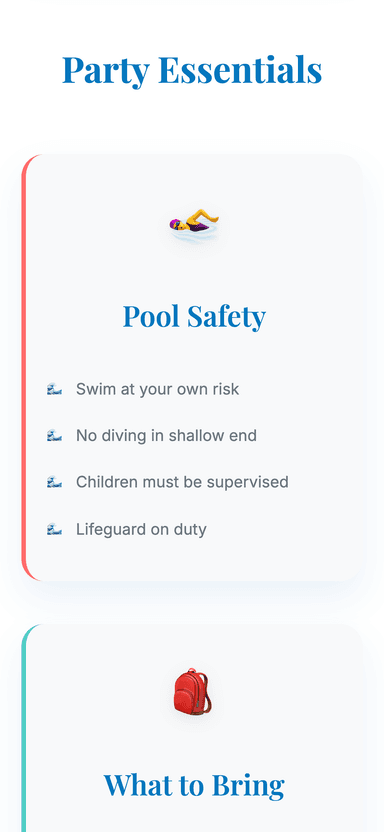 Party Essentials
Pool Safety
Swim at your own risk
No diving in shallow end
Children must be supervised
Lifeguard on duty
What to Bring